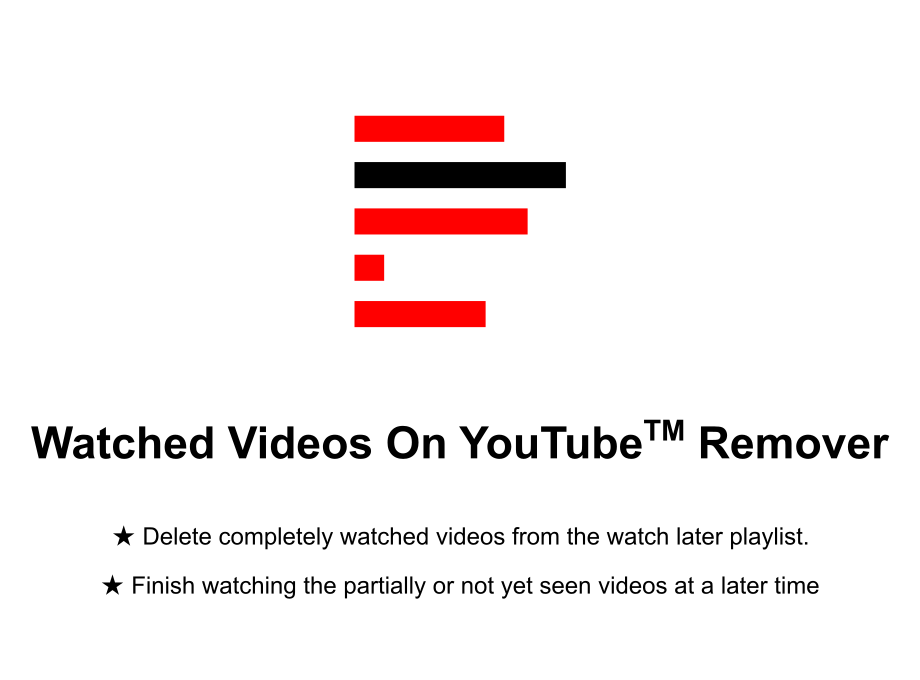 Watched Videos On YouTube™ Remover
★ Delete completely watched videos from the watch later playlist.
★ Finish watching the partially or not yet seen videos at a later time